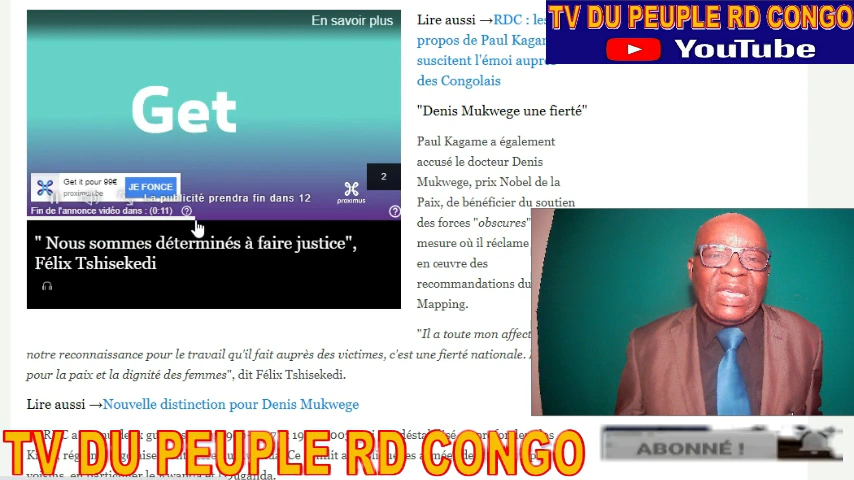 En savoir plus
Get
Get it pour 99€
proximus.be
JE FONCE
La publicité prendra fin dans 12
Fin de l'annonce vidéo dans : (0:11)
2
proximus
" Nous sommes déterminés à faire justice",
Félix Tshisekedi
Lire aussi →RDC : les
propos de Paul Kagam
suscitent l'émoi auprès
des Congolais
"Denis Mukwege une fierté"
Paul Kagame a également
accusé le docteur Denis
Mukwege, prix Nobel de la
Paix, de bénéficier du soutien
des forces "obscures"
mesure où il réclame
en œuvre des
recommandations du
Mapping.
"Il a toute mon affect
notre reconnaissance pour le travail qu'il fait auprès des victimes, c'est une fierté nationale.
pour la paix et la dignité des femmes", dit Félix Tshisekedi.
Lire aussi →Nouvelle distinction pour Denis Mukwege
TV DU PEUPLE RD CONGO
YouTube
TV DU PEUPLE RD CONGO
ABONNÉ !